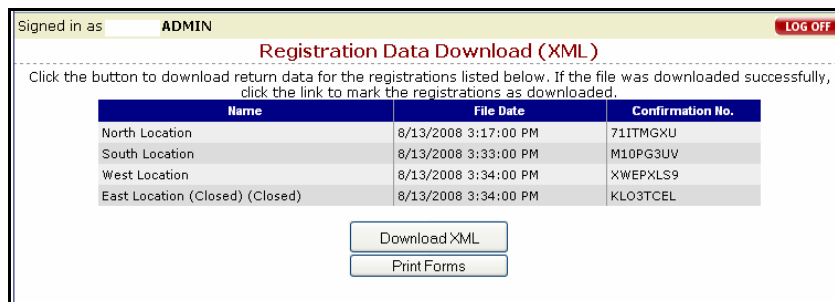 Signed in as ADMIN LOG OFF
Registration Data Download (XML)
Click the button to download return data for the registrations listed below. If the file was downloaded successfully,
click the link to mark the registrations as downloaded.
Name File Date Confirmation No.
North Location 8/13/2008 3:17:00 PM 71ITMGXU
South Location 8/13/2008 3:33:00 PM M10PG3UV
West Location 8/13/2008 3:34:00 PM XWEPXLS9
East Location (Closed) (Closed) 8/13/2008 3:34:00 PM KLO3TCEL
Download XML
Print Forms